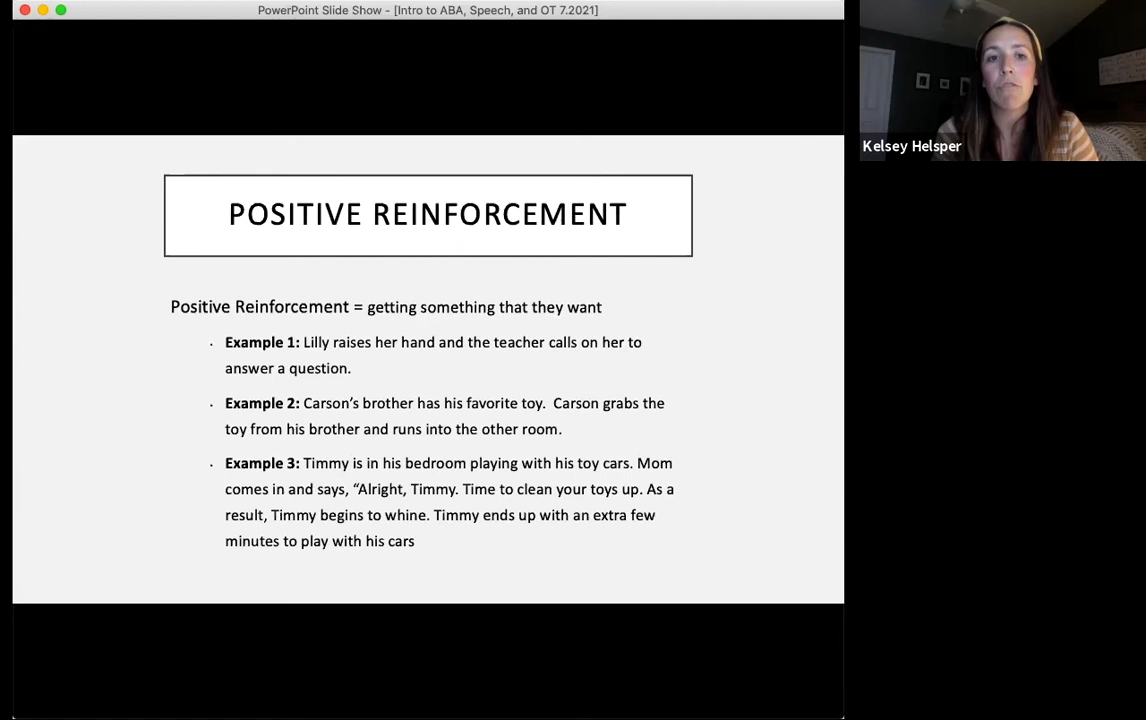 PowerPoint Slide Show - [Intro to ABA, Speech, and OT 7.2021]
Kelsey Helsper
POSITIVE REINFORCEMENT
Positive Reinforcement = getting something that they want
· Example 1: Lilly raises her hand and the teacher calls on her to
answer a question.
· Example 2: Carson’s brother has his favorite toy.  Carson grabs the
toy from his brother and runs into the other room.
· Example 3: Timmy is in his bedroom playing with his toy cars. Mom
comes in and says, “Alright, Timmy. Time to clean your toys up. As a
result, Timmy begins to whine. Timmy ends up with an extra few
minutes to play with his cars